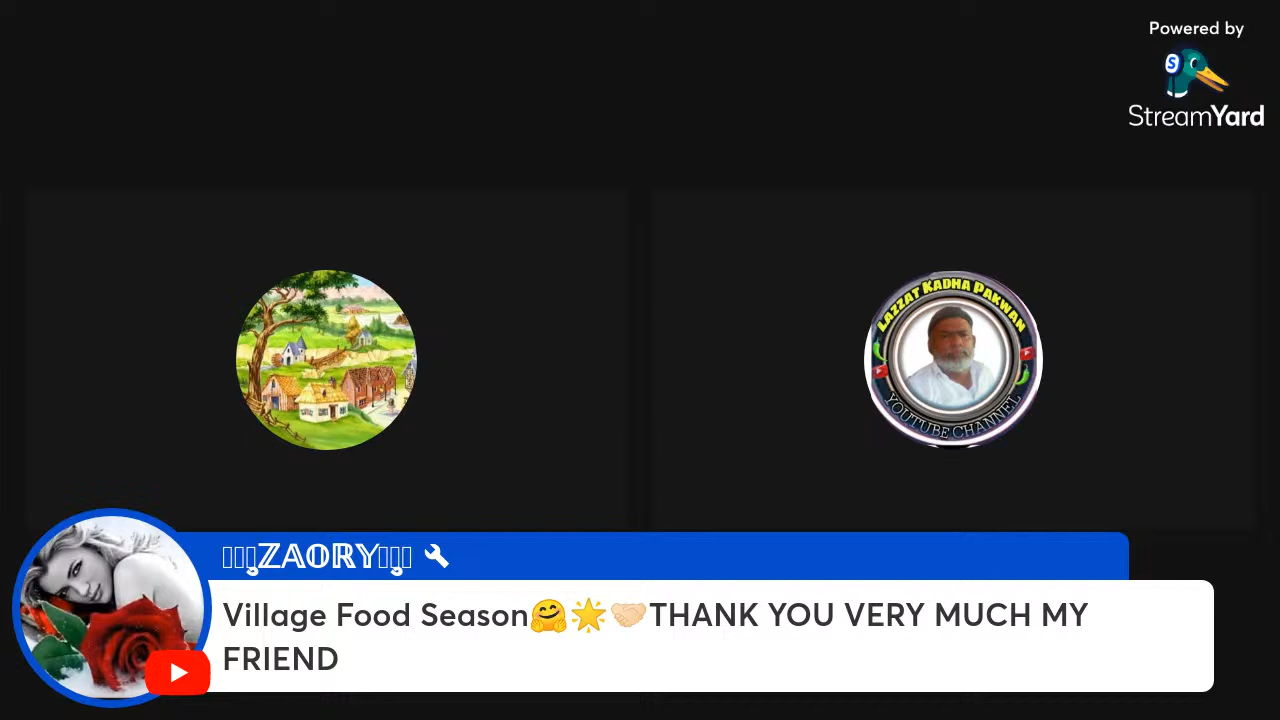 Powered by
S
StreamYard
LAZZAT KADHA PAKWAN
YOUTUBE CHANNEL
ℤAORY
Village Food Season🤗🌟🤝🏻THANK YOU VERY MUCH MY
FRIEND